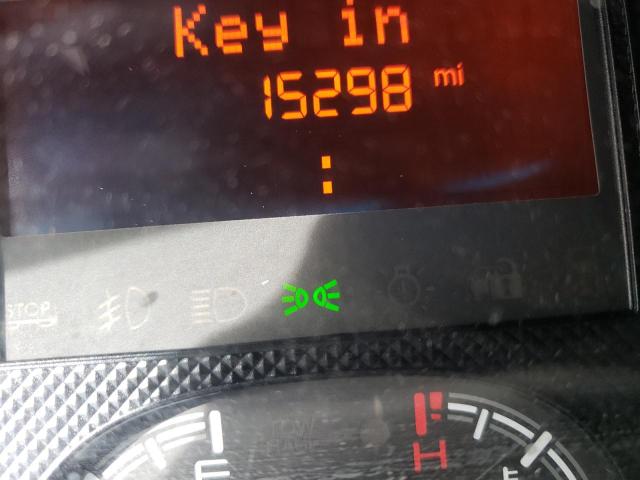 Key in
15298 mi
:
STOP
H